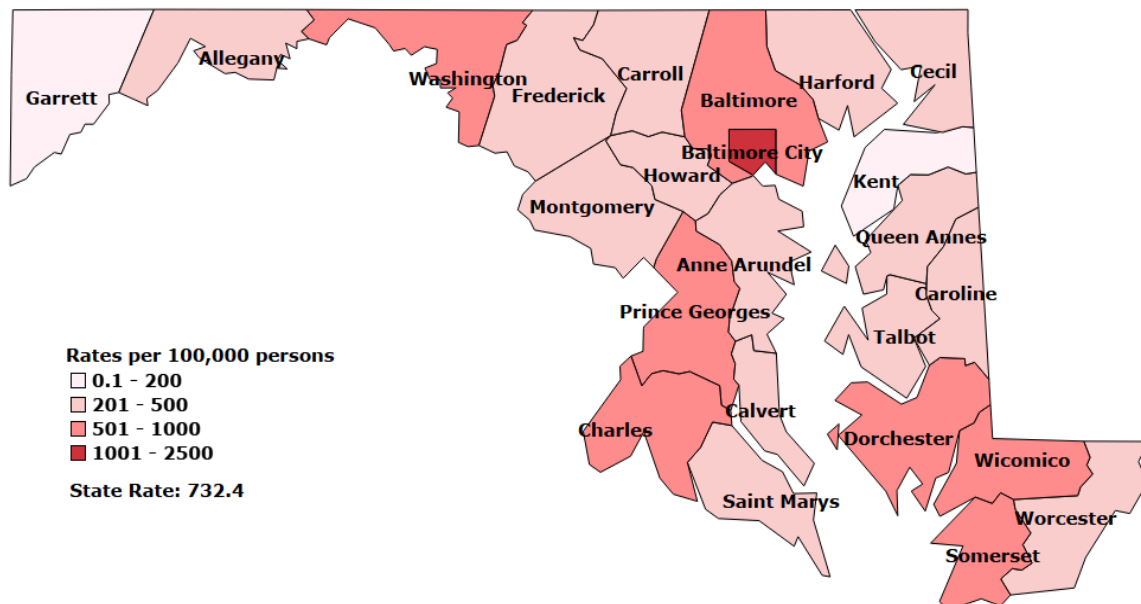 Allegany
Garrett
Washington
Frederick
Carroll
Baltimore
Harford
Cecil
Baltimore City
Howard
Kent
Montgomery
Queen Annes
Anne Arundel
Caroline
Prince Georges
Talbot
Rates per 100,000 persons
0.1 - 200
201 - 500
501 - 1000
1001 - 2500
State Rate: 732.4
Calvert
Charles
Dorchester
Wicomico
Saint Marys
Worcester
Somerset